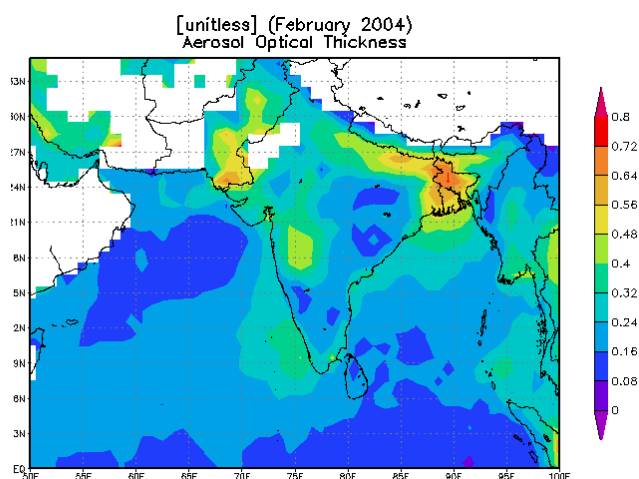 [unitless] (February 2004)
Aerosol Optical Thickness
33N
30N
27N
24N
21N
18N
15N
12N
9N
6N
3N
EQ
50E 55E 60E 65E 70E 75E 80E 85E 90E 95E 100E
0.8
0.72
0.64
0.56
0.48
0.4
0.32
0.24
0.16
0.08
0